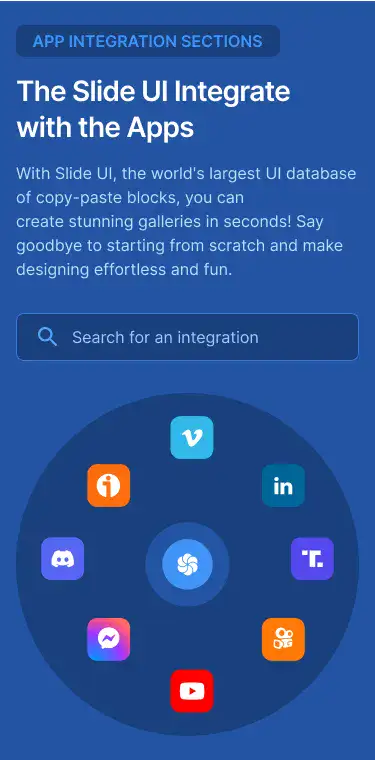 APP INTEGRATION SECTIONS
The Slide UI Integrate
with the Apps
With Slide UI, the world's largest UI database
of copy-paste blocks, you can
create stunning galleries in seconds! Say
goodbye to starting from scratch and make
designing effortless and fun.
Search for an integration
in
T.